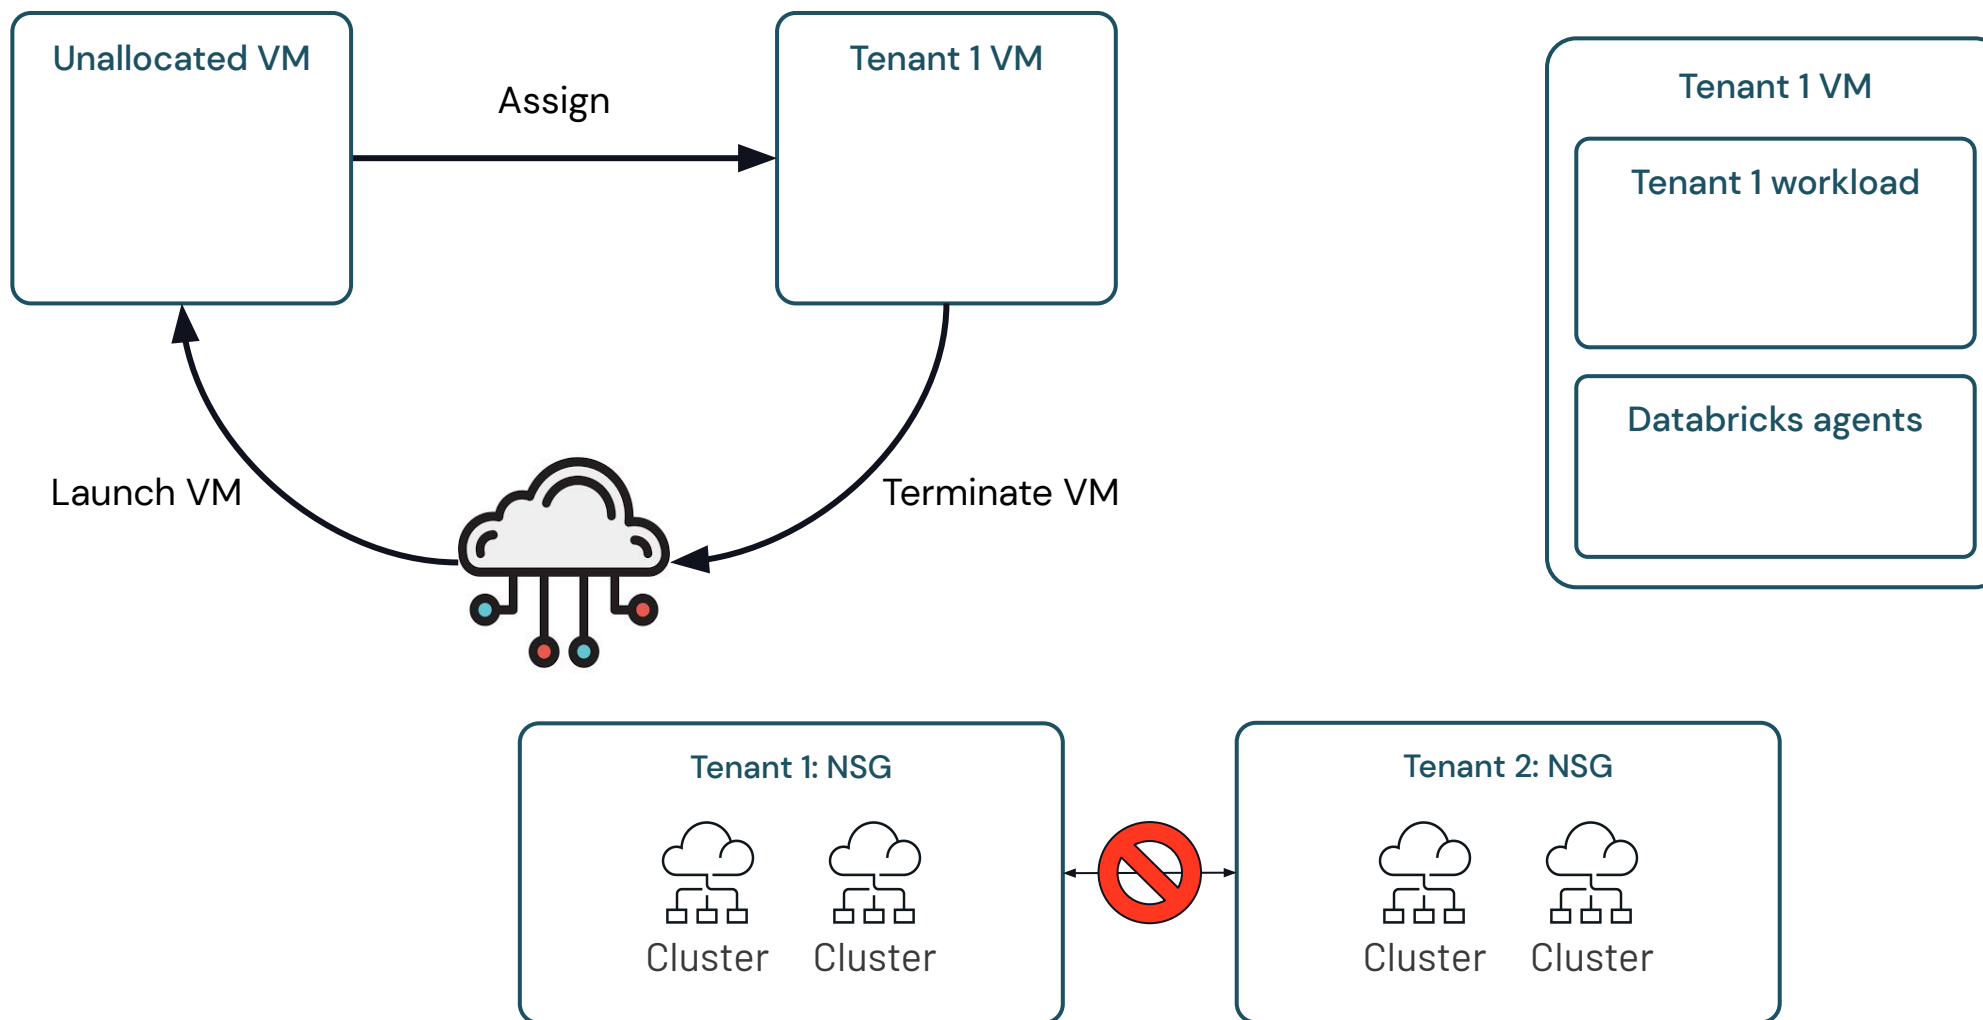 Unallocated VM
Assign
Tenant 1 VM
Launch VM
Terminate VM
Tenant 1 VM
Tenant 1 workload
Databricks agents
Tenant 1: NSG
Cluster
Cluster
Tenant 2: NSG
Cluster
Cluster